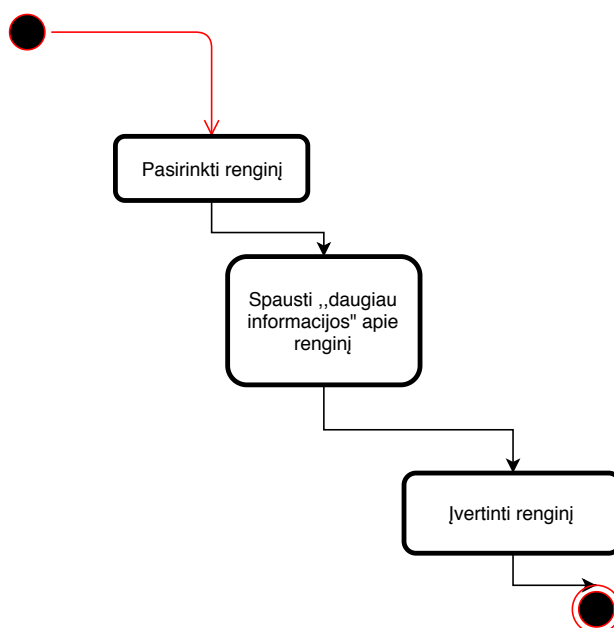 Pasirinkti renginį
Spausti ,,daugiau
informacijos" apie
renginį
Įvertinti renginį